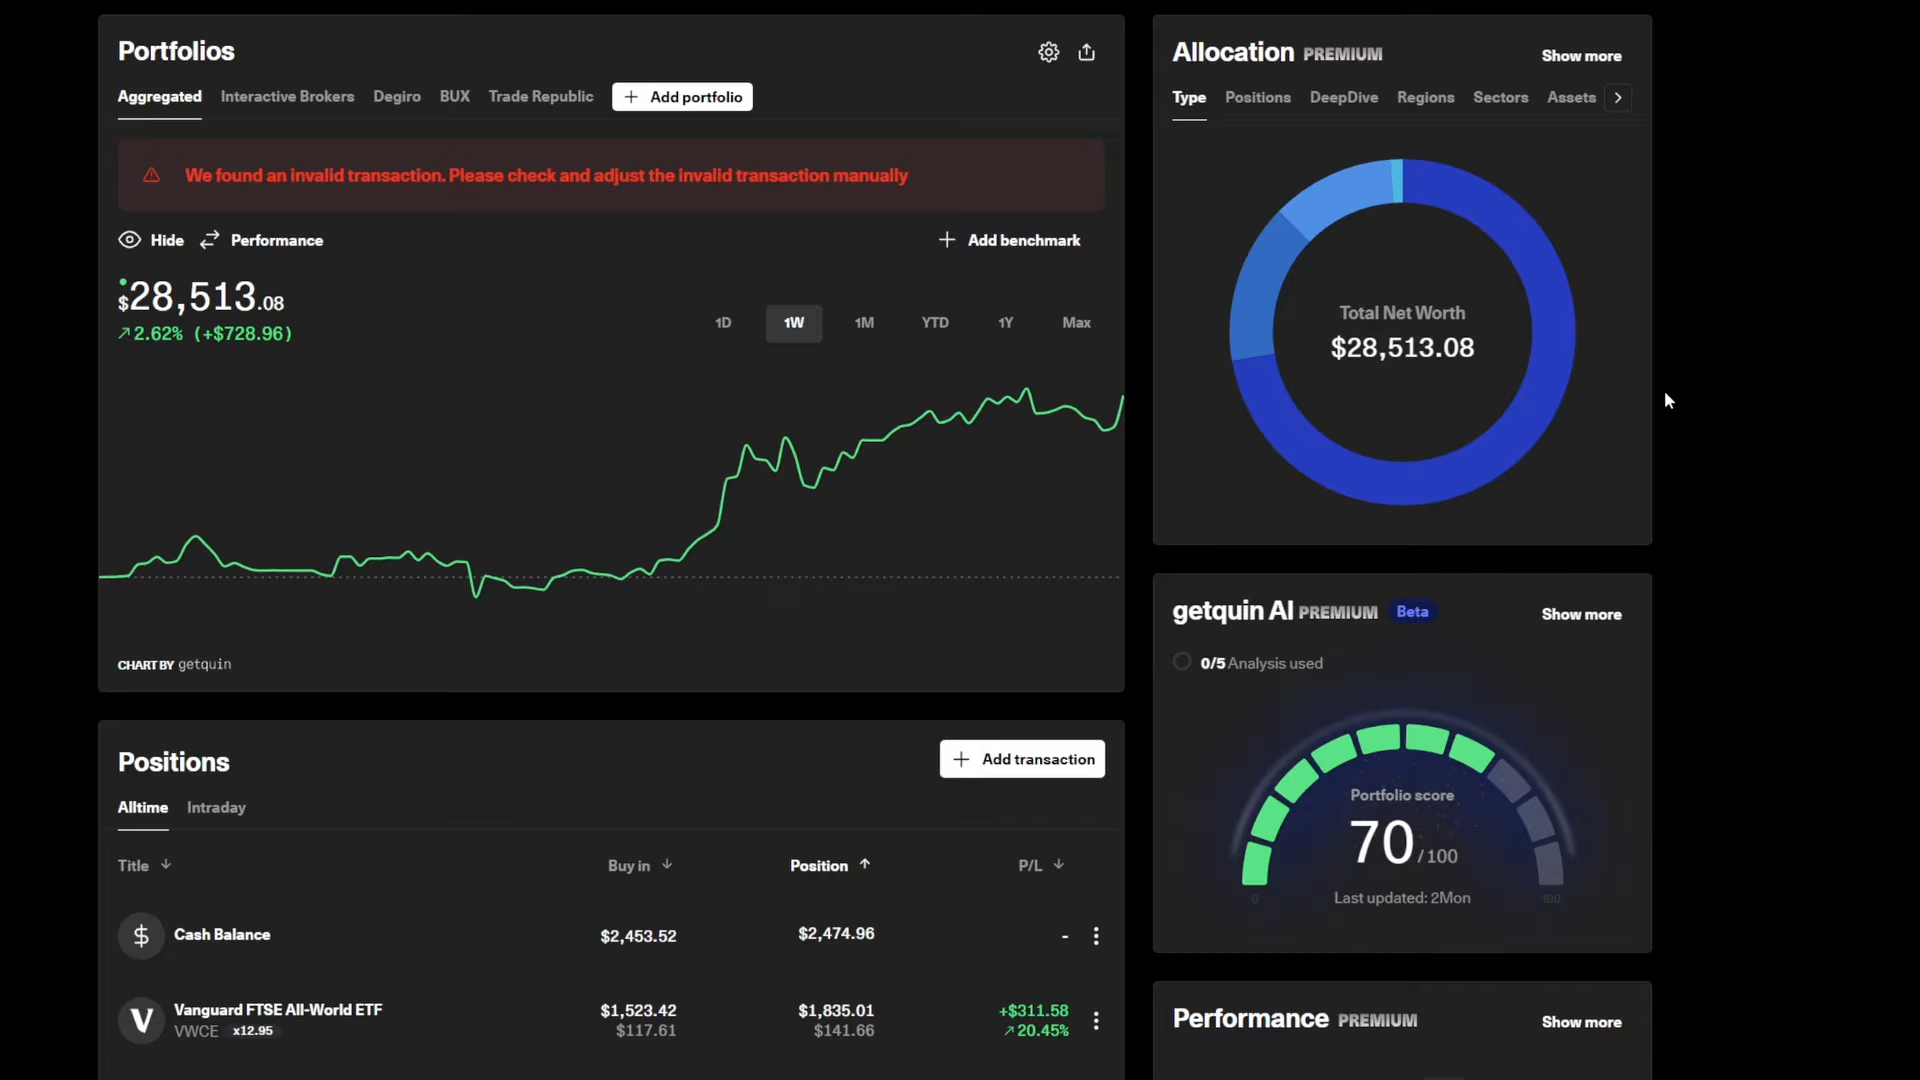 Portfolios
Aggregated Interactive Brokers Degiro BUX Trade Republic + Add portfolio
We found an invalid transaction. Please check and adjust the invalid transaction manually
Hide Performance + Add benchmark
$28,513.08
↗2.62% (+$728.96)
1D 1W 1M YTD 1Y Max
CHART BY getquin
Positions
+ Add transaction
Alltime Intraday
Title ↓ Buy in ↓ Position ↑ P/L ↓
$ Cash Balance $2,453.52 $2,474.96 -
V Vanguard FTSE All-World ETF $1,523.42 $1,835.01 +$311.58
VWCE x12.95 $117.61 $141.66 ↗20.45%
Allocation PREMIUM Show more
Type Positions DeepDive Regions Sectors Assets >
Total Net Worth
$28,513.08
getquin AI PREMIUM Beta Show more
0/5 Analysis used
Portfolio score
70/100
0 100
Last updated: 2Mon
Performance PREMIUM Show more